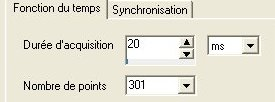 Fonction du temps Synchronisation
Durée d'acquisition 20 ms
Nombre de points 301